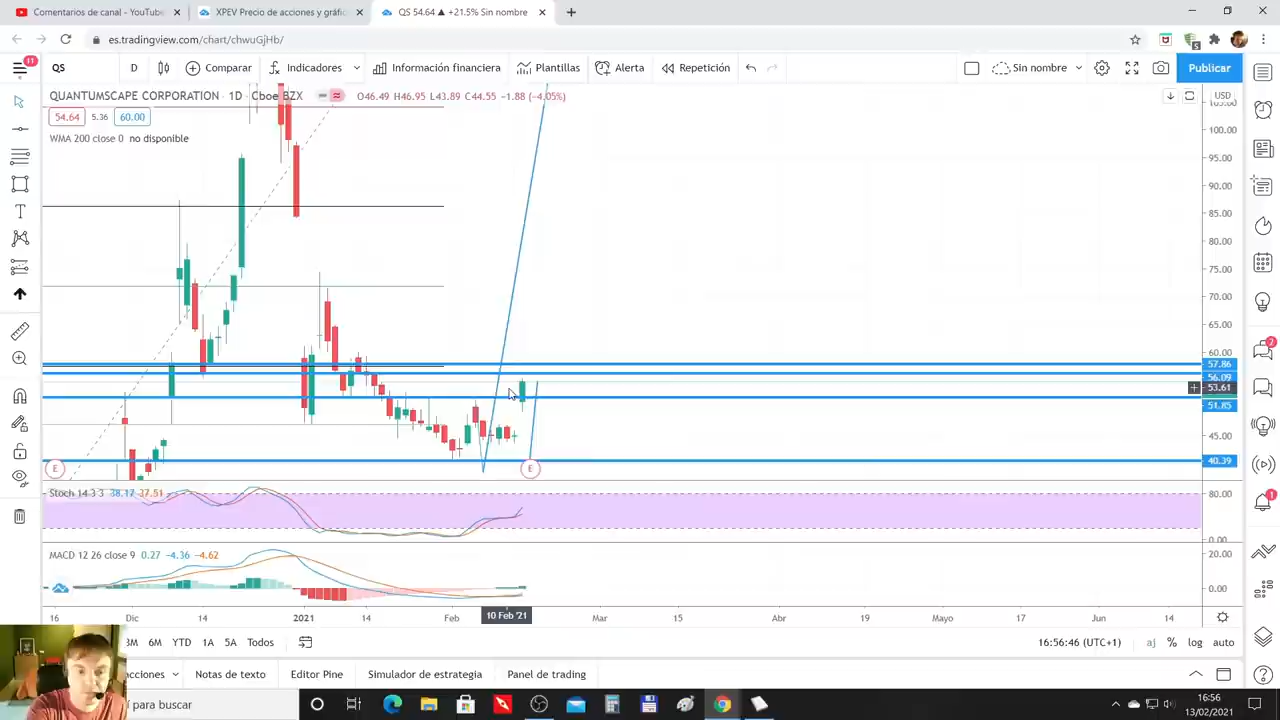 Comentarios de canal - YouTube
XPEV Precio de acciones y gráfic
QS 54.64 ▲ +21.5% Sin nombre
es.tradingview.com/chart/chwuGjHb/
11
QS
D
Comparar
Indicadores
Información financiera
Plantillas
Alerta
Repetición
Sin nombre
Publicar
QUANTUMSCAPE CORPORATION · 1D · Cboe BZX
O46.49 H46.95 L43.89 C44.55 -1.88 (-4.05%)
USD
54.64
5.36
60.00
WMA 200 close 0 no disponible
105.00
100.00
95.00
90.00
85.00
80.00
75.00
70.00
65.00
60.00
57.86
56.09
53.61
51.85
45.00
40.39
E
E
Stoch 14 3 3 38.17 37.51
80.00
0.00
MACD 12 26 close 9 0.27 -4.36 -4.62
20.00
0.00
16
Dic
14
2021
14
Feb
10 Feb '21
Mar
15
Abr
19
Mayo
17
Jun
14
3M
6M
YTD
1A
5A
Todos
16:56:46 (UTC+1)
aj
%
log
auto
Notas de texto
Editor Pine
Simulador de estrategia
Panel de trading
para buscar
16:56
13/02/2021
2
1
S